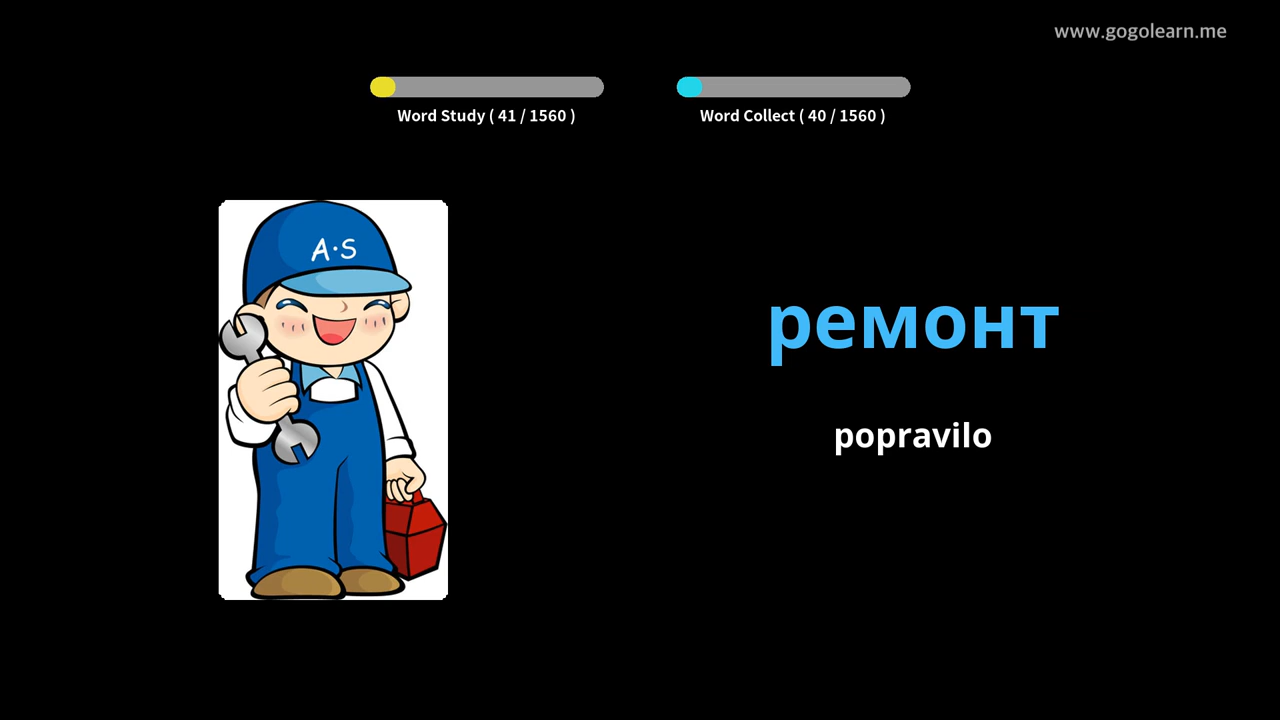 www.gogolearn.me
Word Study ( 41 / 1560 )
Word Collect ( 40 / 1560 )
A·S
ремонт
popravilo